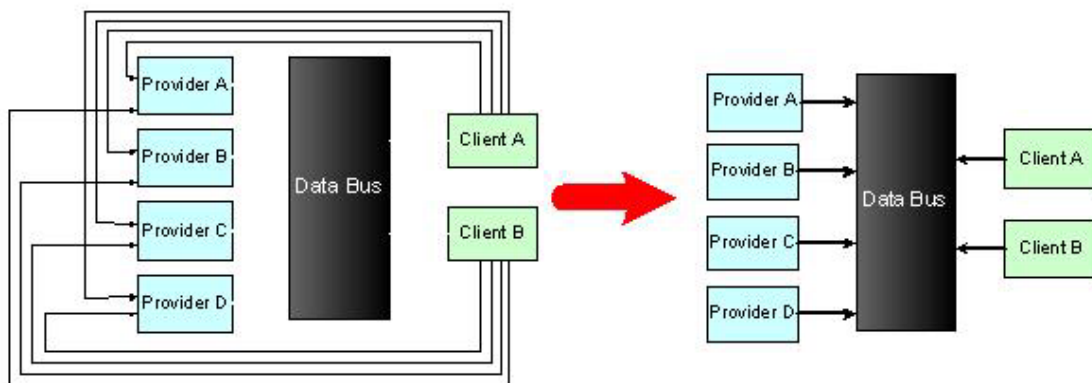 Provider A
Provider B
Provider C
Provider D
Data Bus
Client A
Client B
Provider A
Provider B
Provider C
Provider D
Data Bus
Client A
Client B